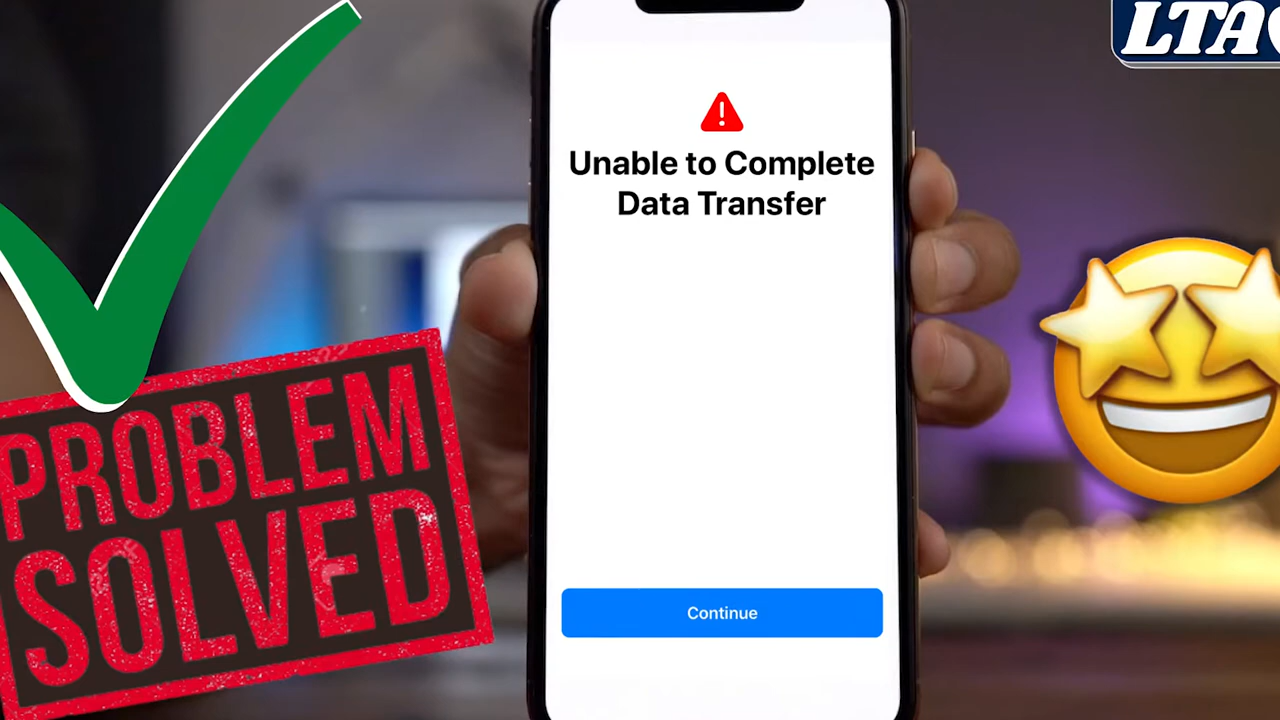 LTA
Unable to Complete
Data Transfer
PROBLEM
SOLVED
Continue